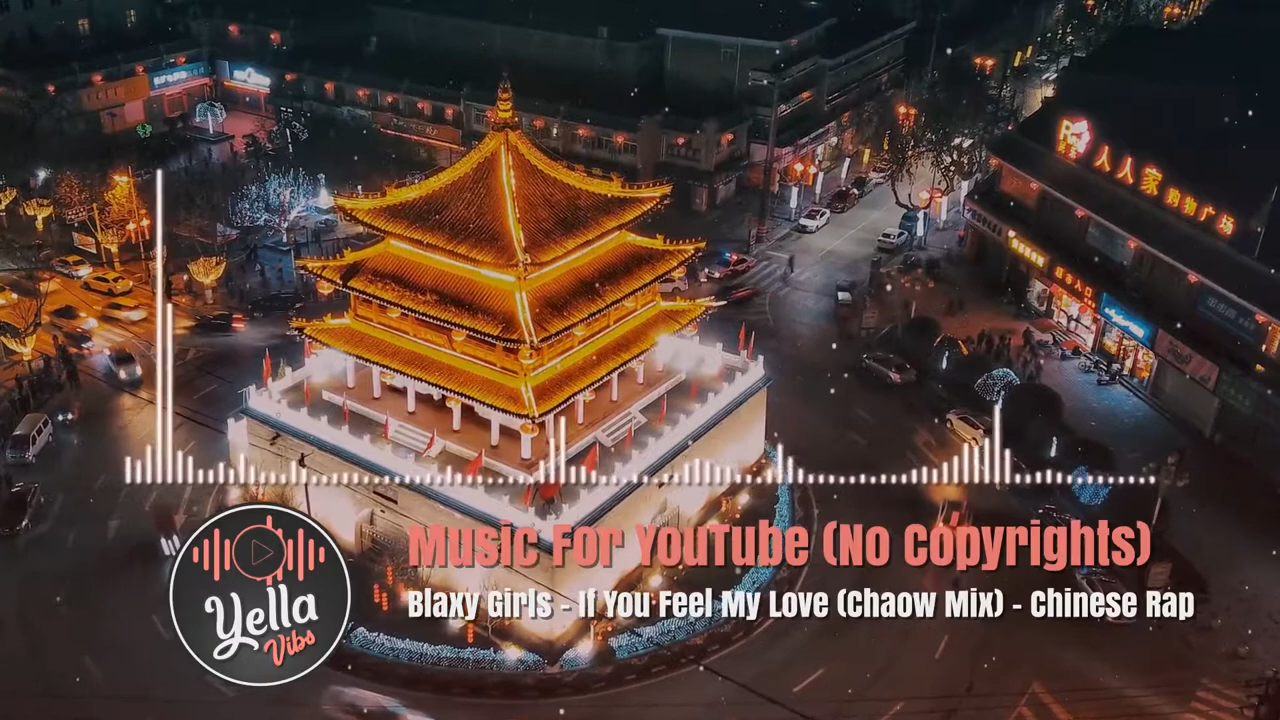 人人家购物广场
Music For YouTube (No Copyrights)
Blaxy Girls - If You Feel My Love (Chaow Mix) - Chinese Rap
Yella
Vibs